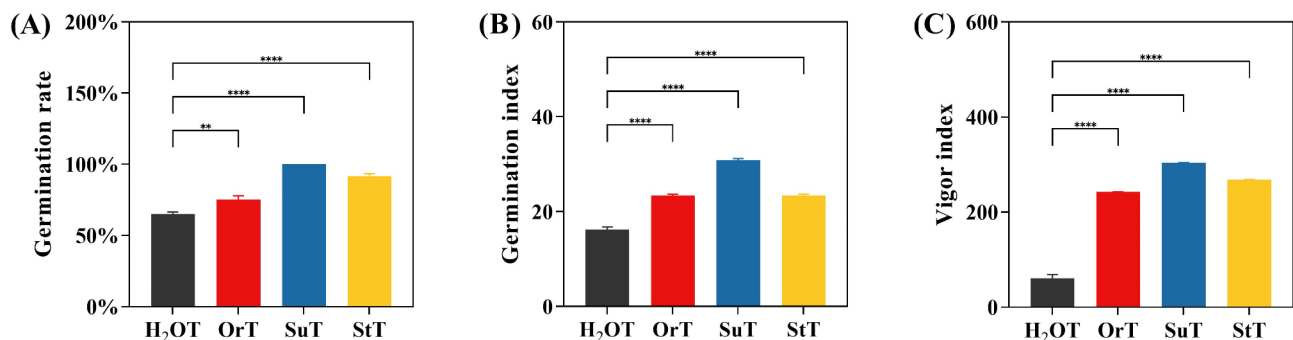 (A)
Germination rate
200%
150%
100%
50%
0%
****
****
**
H₂OT OrT SuT StT
(B)
Germination index
60
40
20
0
****
****
****
H₂OT OrT SuT StT
(C)
Vigor index
600
400
200
0
****
****
****
H₂OT OrT SuT StT